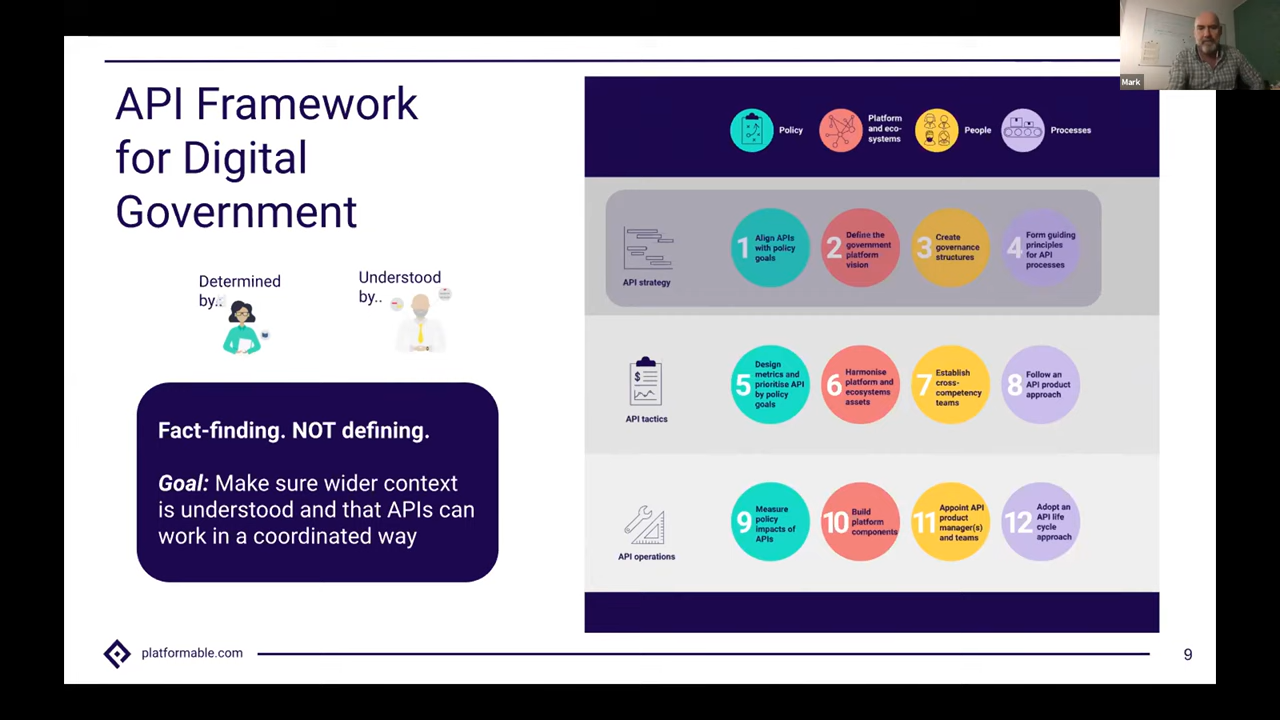 Mark
API Framework
for Digital
Government
Determined
by..
Understood
by..
Fact-finding. NOT defining.
Goal: Make sure wider context
is understood and that APIs can
work in a coordinated way
Policy
Platform
and eco-
systems
People
Processes
API strategy
1
Align APIs
with policy
goals
2
Define the
government
platform
vision
3
Create
governance
structures
4
Form guiding
principles
for API
processes
API tactics
5
Design
metrics and
prioritise API
by policy
goals
6
Harmonise
platform and
ecosystems
assets
7
Establish
cross-
competency
teams
8
Follow an
API product
approach
API operations
9
Measure
policy
impacts of
APIs
10
Build
platform
components
11
Appoint API
product
manager(s)
and teams
12
Adopt an
API life
cycle
approach
platformable.com
9